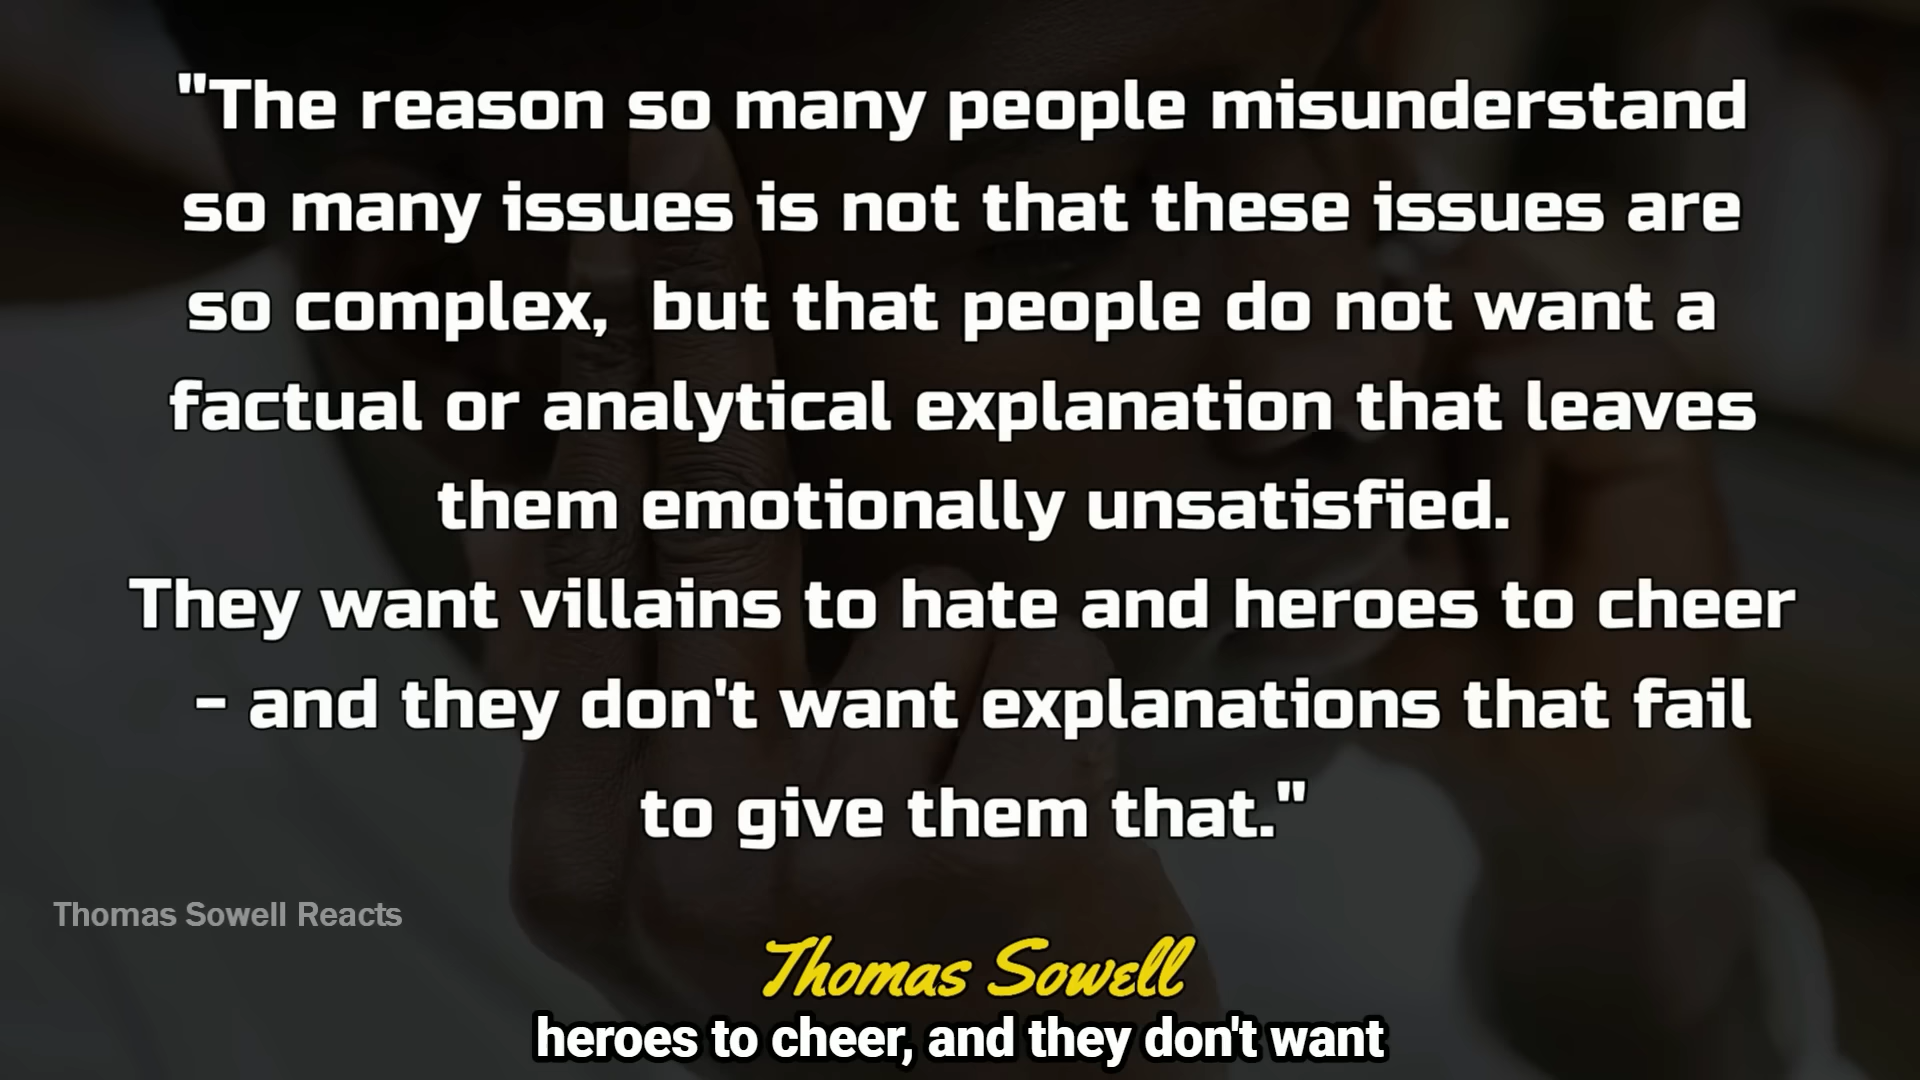 "The reason so many people misunderstand
so many issues is not that these issues are
so complex, but that people do not want a
factual or analytical explanation that leaves
them emotionally unsatisfied.
They want villains to hate and heroes to cheer
- and they don't want explanations that fail
to give them that."
Thomas Sowell Reacts
Thomas Sowell
heroes to cheer, and they don't want